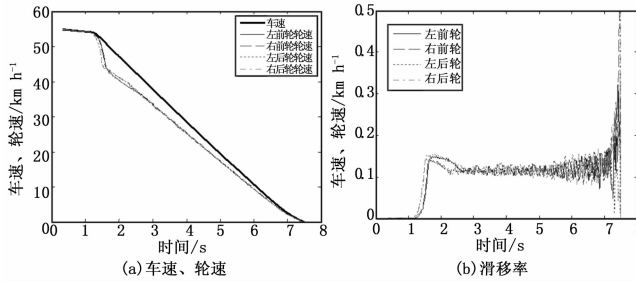 60
50
40
30
20
10
0
0 1 2 3 4 5 6 7 8
车速、轮速/km h⁻¹
时间/s
车速
左前轮轮速
右前轮轮速
左后轮轮速
右后轮轮速
(a)车速、轮速
0.5
0.4
0.3
0.2
0.1
0
0 1 2 3 4 5 6 7
车速、轮速/km h⁻¹
时间/s
左前轮
右前轮
左后轮
右后轮
(b)滑移率